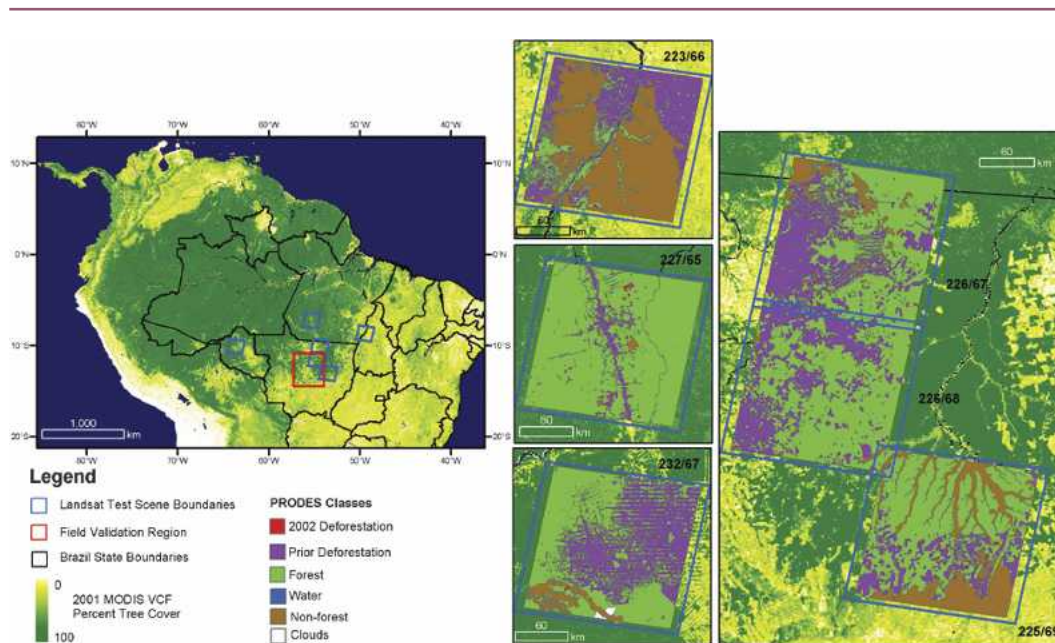 80°W 70°W 60°W 50°W 40°W
10°N 10°N
0°N 0°N
10°S 10°S
20°S 20°S
1,000
km
80°W 70°W 60°W 50°W 40°W
Legend
Landsat Test Scene Boundaries
Field Validation Region
Brazil State Boundaries
0
2001 MODIS VCF
Percent Tree Cover
100
PRODES Classes
2002 Deforestation
Prior Deforestation
Forest
Water
Non-forest
Clouds
223/66
60
km
227/65
60
km
232/67
60
km
60
km
226/67
226/68
225/69